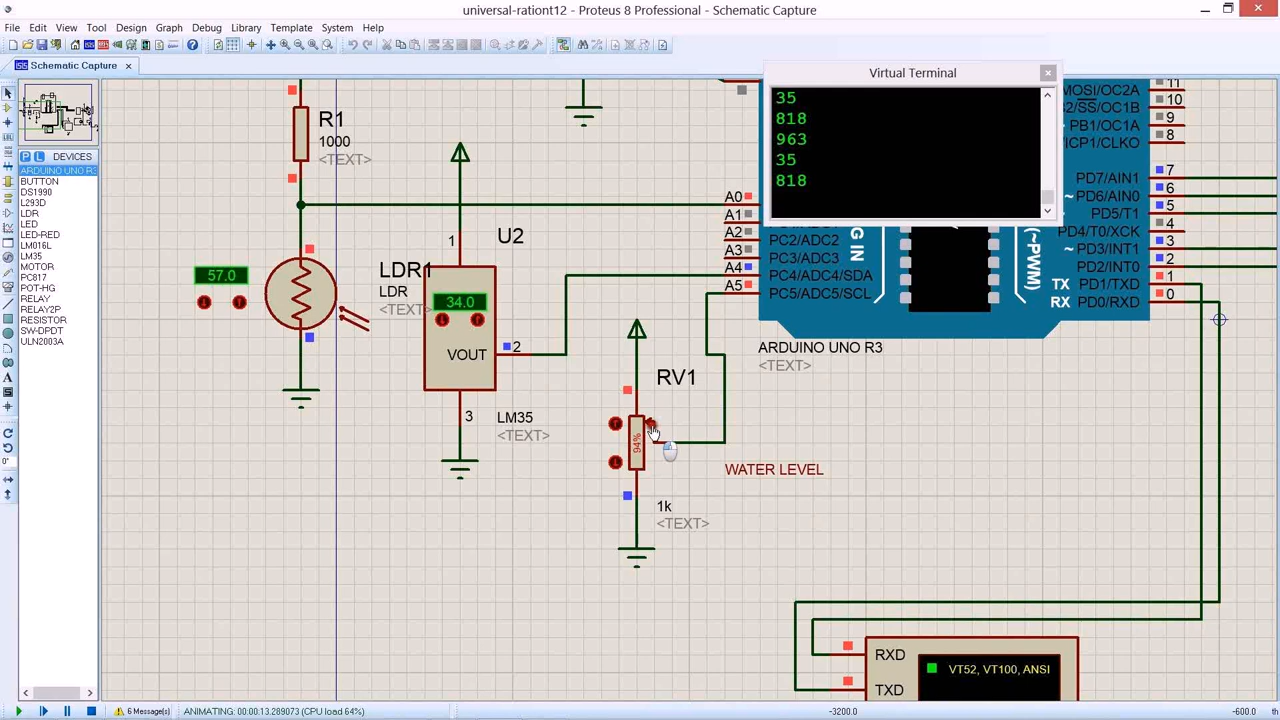 universal-rationt12 - Proteus 8 Professional - Schematic Capture
File Edit View Tool Design Graph Debug Library Template System Help
Schematic Capture
P L DEVICES
ARDUINO UNO R3
BUTTON
DS1990
L293D
LDR
LED
LED-RED
LM016L
LM35
MOTOR
PC817
POT-HG
RELAY
RELAY2P
RESISTOR
SW-DPDT
ULN2003A
R1
1000
<TEXT>
57.0
LDR1
LDR
<TEXT>
U2
1
34.0
VOUT
2
3
LM35
<TEXT>
RV1
94%
1k
<TEXT>
WATER LEVEL
Virtual Terminal
35
818
963
35
818
A0
A1
A2
A3
A4
A5
PC2/ADC2
PC3/ADC3
PC4/ADC4/SDA
PC5/ADC5/SCL
G IN
(~PWM)
TX
RX
MOSI/OC2A
2/SS/OC1B
~ PB1/OC1A
/ICP1/CLKO
PD7/AIN1
~ PD6/AIN0
~ PD5/T1
PD4/T0/XCK
~ PD3/INT1
PD2/INT0
PD1/TXD
PD0/RXD
11
10
9
8
7
6
5
4
3
2
1
0
ARDUINO UNO R3
<TEXT>
RXD
TXD
VT52, VT100, ANSI
0°
6 Message(s)
ANIMATING: 00:00:13.289073 (CPU load 64%)
-3200.0
-600.0
th